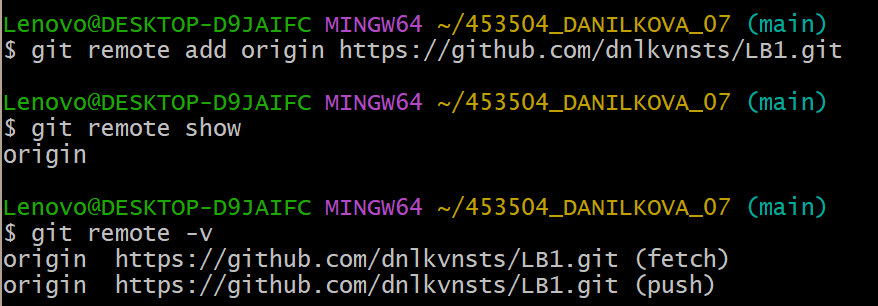 Lenovo@DESKTOP-D9JAIFC MINGW64 ~/453504_DANILKOVA_07 (main)
$ git remote add origin https://github.com/dnlkvnsts/LB1.git
Lenovo@DESKTOP-D9JAIFC MINGW64 ~/453504_DANILKOVA_07 (main)
$ git remote show
origin
Lenovo@DESKTOP-D9JAIFC MINGW64 ~/453504_DANILKOVA_07 (main)
$ git remote -v
origin  https://github.com/dnlkvnsts/LB1.git (fetch)
origin  https://github.com/dnlkvnsts/LB1.git (push)